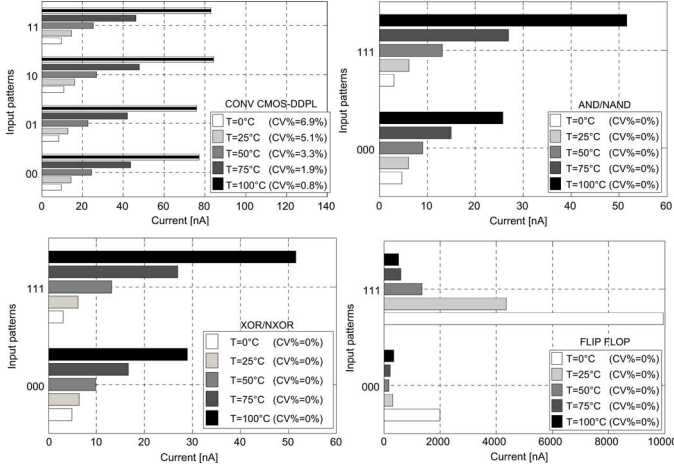 Input patterns
11
10
01
00
CONV CMOS-DDPL
T=0°C (CV%=6.9%)
T=25°C (CV%=5.1%)
T=50°C (CV%=3.3%)
T=75°C (CV%=1.9%)
T=100°C (CV%=0.8%)
0 20 40 60 80 100 120 140
Current [nA]
Input patterns
111
000
AND/NAND
T=0°C (CV%=0%)
T=25°C (CV%=0%)
T=50°C (CV%=0%)
T=75°C (CV%=0%)
T=100°C (CV%=0%)
0 10 20 30 40 50 60
Current [nA]
Input patterms
111
000
XOR/NXOR
T=0°C (CV%=0%)
T=25°C (CV%=0%)
T=50°C (CV%=0%)
T=75°C (CV%=0%)
T=100°C (CV%=0%)
0 10 20 30 40 50 60
Current [nA]
Input patterms
111
000
FLIP FLOP
T=0°C (CV%=0%)
T=25°C (CV%=0%)
T=50°C (CV%=0%)
T=75°C (CV%=0%)
T=100°C (CV%=0%)
0 2000 4000 6000 8000 10000
Current [nA]